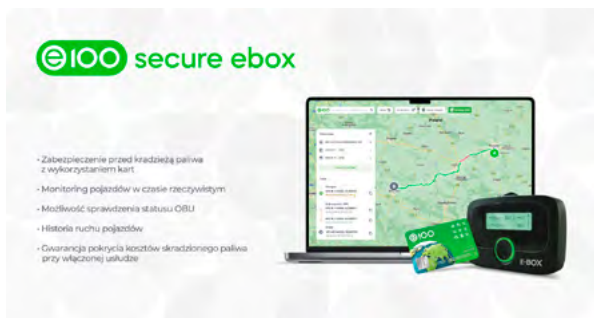 e100 secure ebox
• Zabezpieczenie przed kradzieżą paliwa
z wykorzystaniem kart
• Monitoring pojazdów w czasie rzeczywistym
• Możliwość sprawdzenia statusu OBU
• Historia ruchu pojazdów
• Gwarancja pokrycia kosztów skradzionego paliwa
przy włączonej usłudze
e100
E-BOX